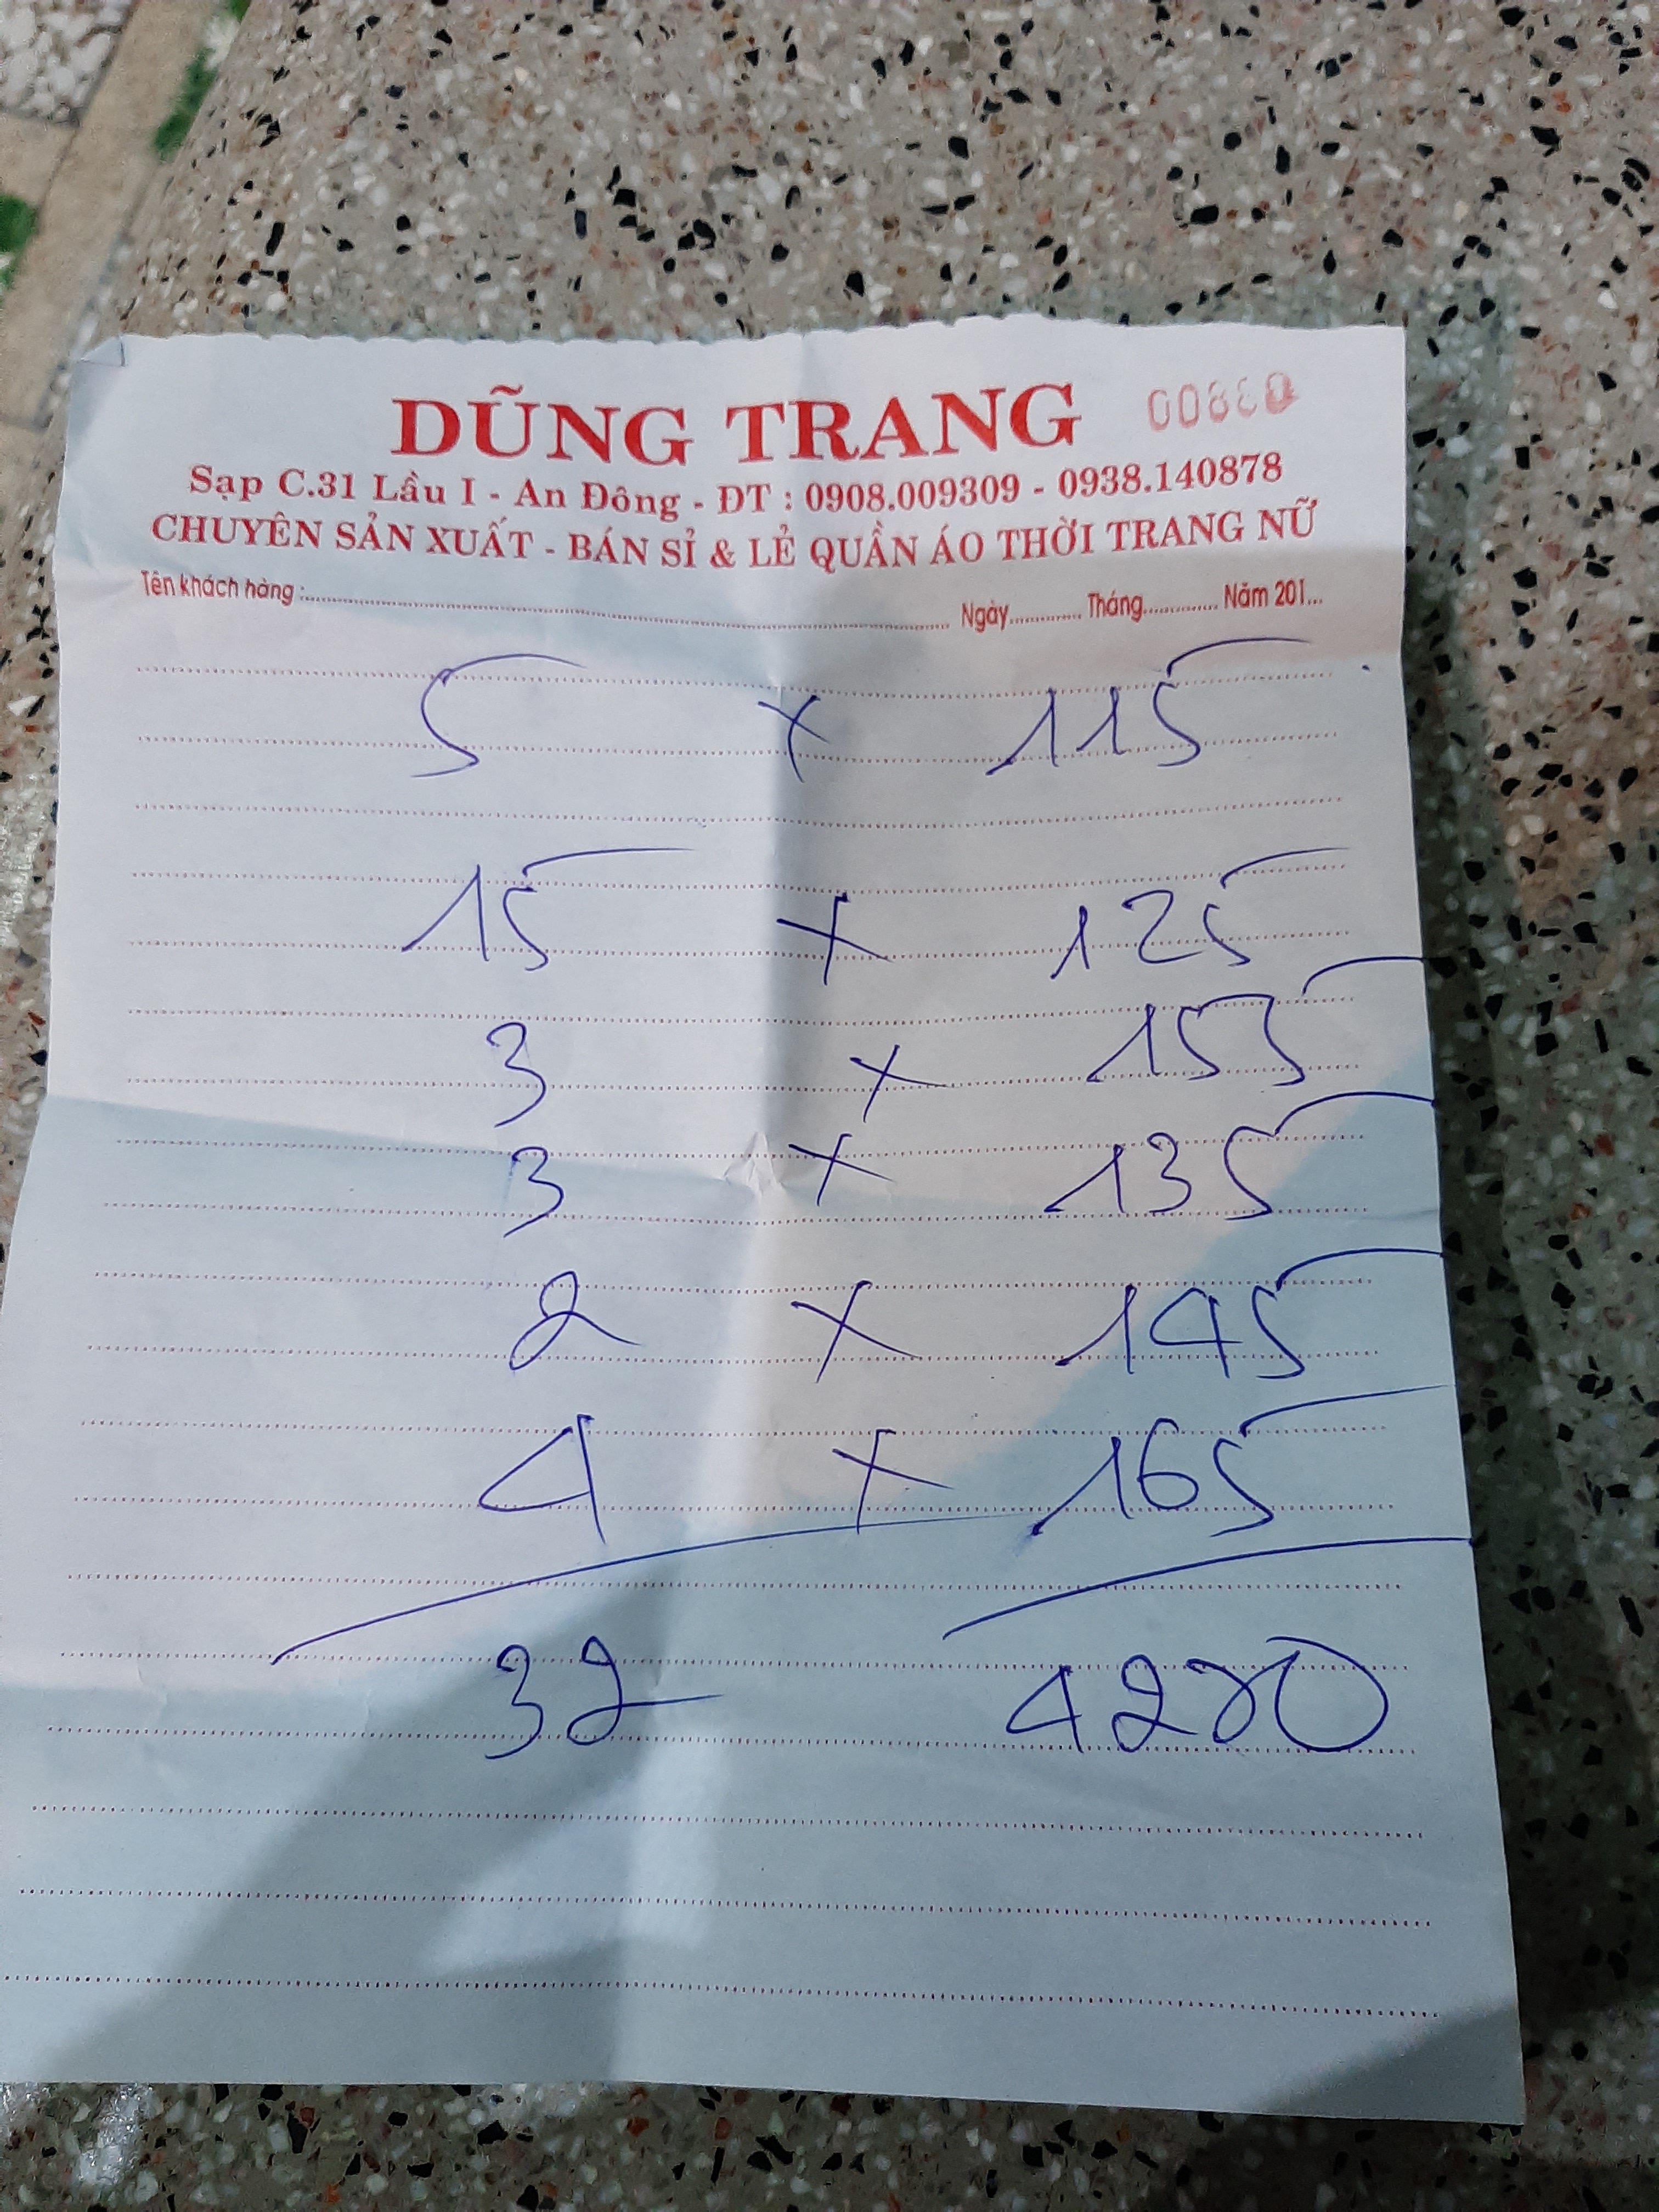 DŨNG TRANG
Sạp C.31 Lầu I - An Đông - ĐT : 0908.009309 - 0938.140878
CHUYÊN SẢN XUẤT - BÁN SỈ & LẺ QUẦN ÁO THỜI TRANG NỮ
Tên khách hàng :.......... Ngày.......... Tháng.......... Năm 201...
5 x 115
15 x 125
3 x 155
3 x 135
2 x 145
4 x 165
32 4270